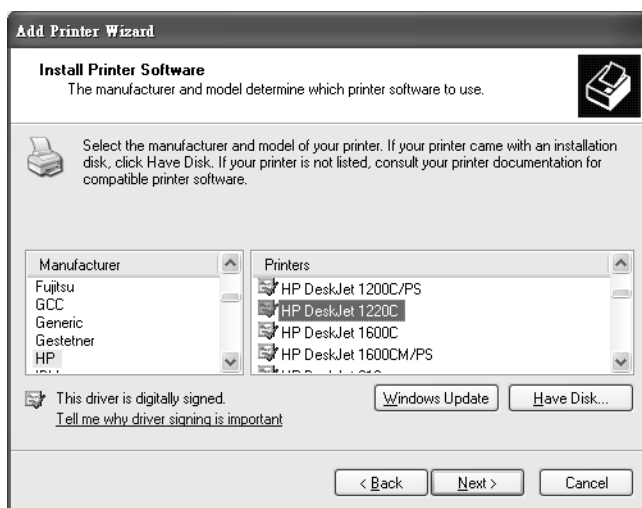 Add Printer Wizard
Install Printer Software
The manufacturer and model determine which printer software to use.
Select the manufacturer and model of your printer. If your printer came with an installation
disk, click Have Disk. If your printer is not listed, consult your printer documentation for
compatible printer software.
Manufacturer
Fujitsu
GCC
Generic
Gestetner
HP
Printers
HP DeskJet 1200C/PS
HP DeskJet 1220C
HP DeskJet 1600C
HP DeskJet 1600CM/PS
This driver is digitally signed.
Tell me why driver signing is important
Windows Update
Have Disk...
< Back
Next >
Cancel